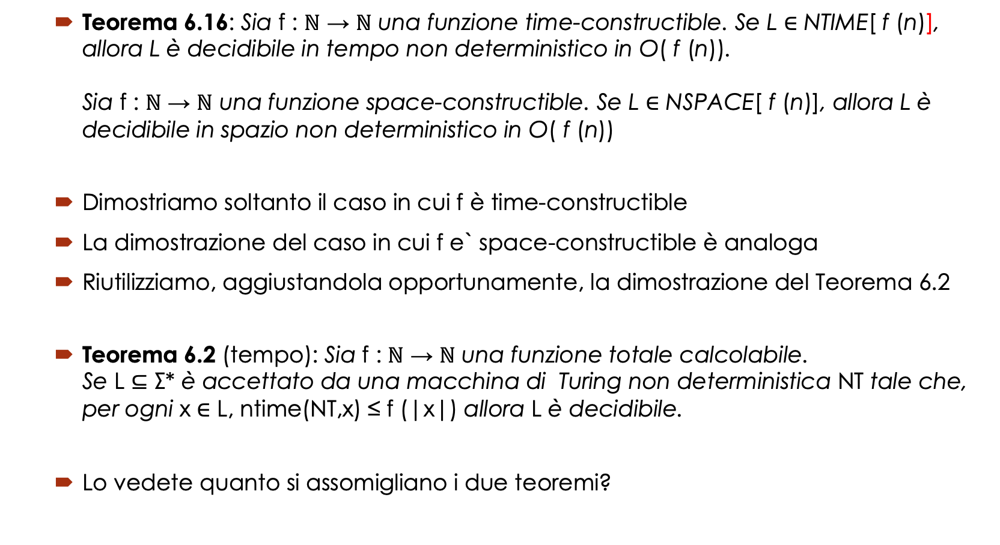 Teorema 6.16: Sia f : ℕ → ℕ una funzione time-constructible. Se L ∈ NTIME[ f (n)],
allora L è decidibile in tempo non deterministico in O( f (n)).
Sia f : ℕ → ℕ una funzione space-constructible. Se L ∈ NSPACE[ f (n)], allora L è
decidibile in spazio non deterministico in O( f (n))
Dimostriamo soltanto il caso in cui f è time-constructible
La dimostrazione del caso in cui f e` space-constructible è analoga
Riutilizziamo, aggiustandola opportunamente, la dimostrazione del Teorema 6.2
Teorema 6.2 (tempo): Sia f : ℕ → ℕ una funzione totale calcolabile.
Se L ⊆ Σ* è accettato da una macchina di Turing non deterministica NT tale che,
per ogni x ∈ L, ntime(NT,x) ≤ f (|x|) allora L è decidibile.
Lo vedete quanto si assomigliano i due teoremi?